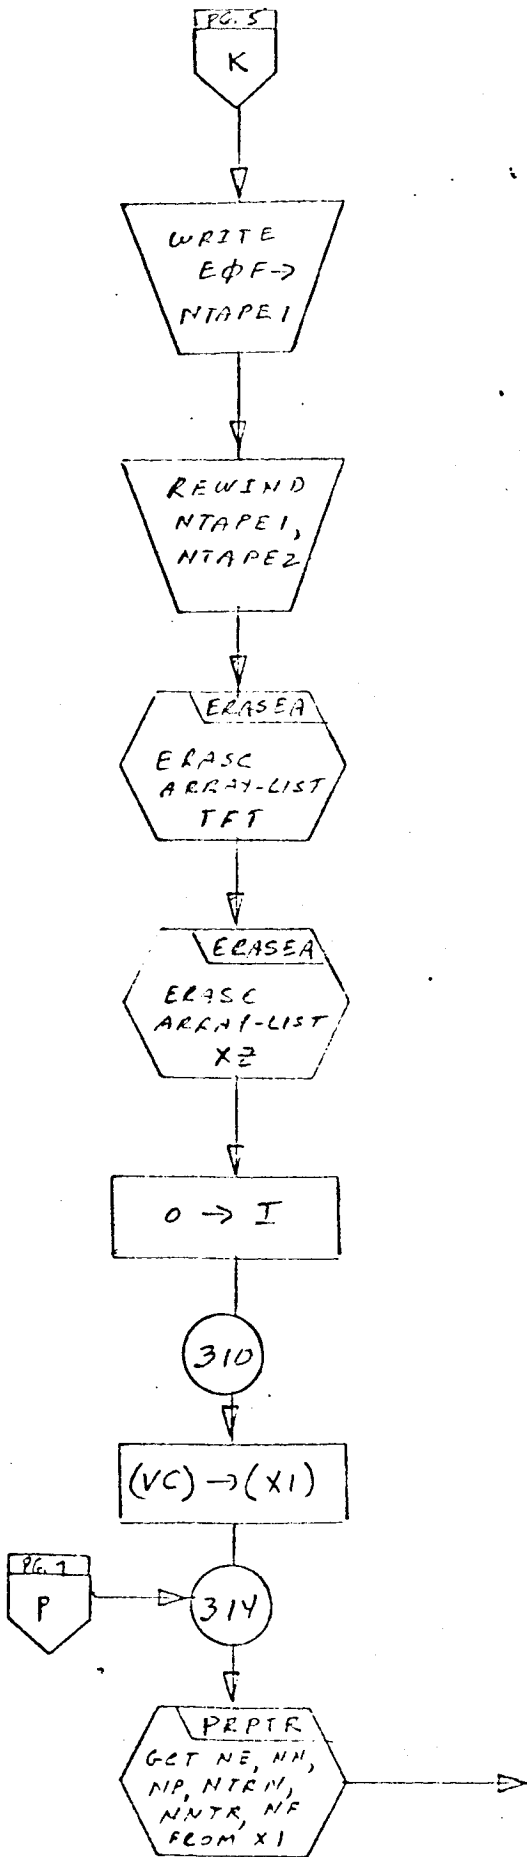 PG. 5
K
WRITE
EØF→
NTAPE1
REWIND
NTAPE1,
NTAPE2
ERASEA
ERASE
ARRAY-LIST
TFT
ERASEA
ERASE
ARRAY-LIST
XZ
0 → I
310
(VC) → (X1)
PG. 7
P
314
PRPTR
GET NE, NN,
NP, NTRN,
NNTR, NF
FROM X1